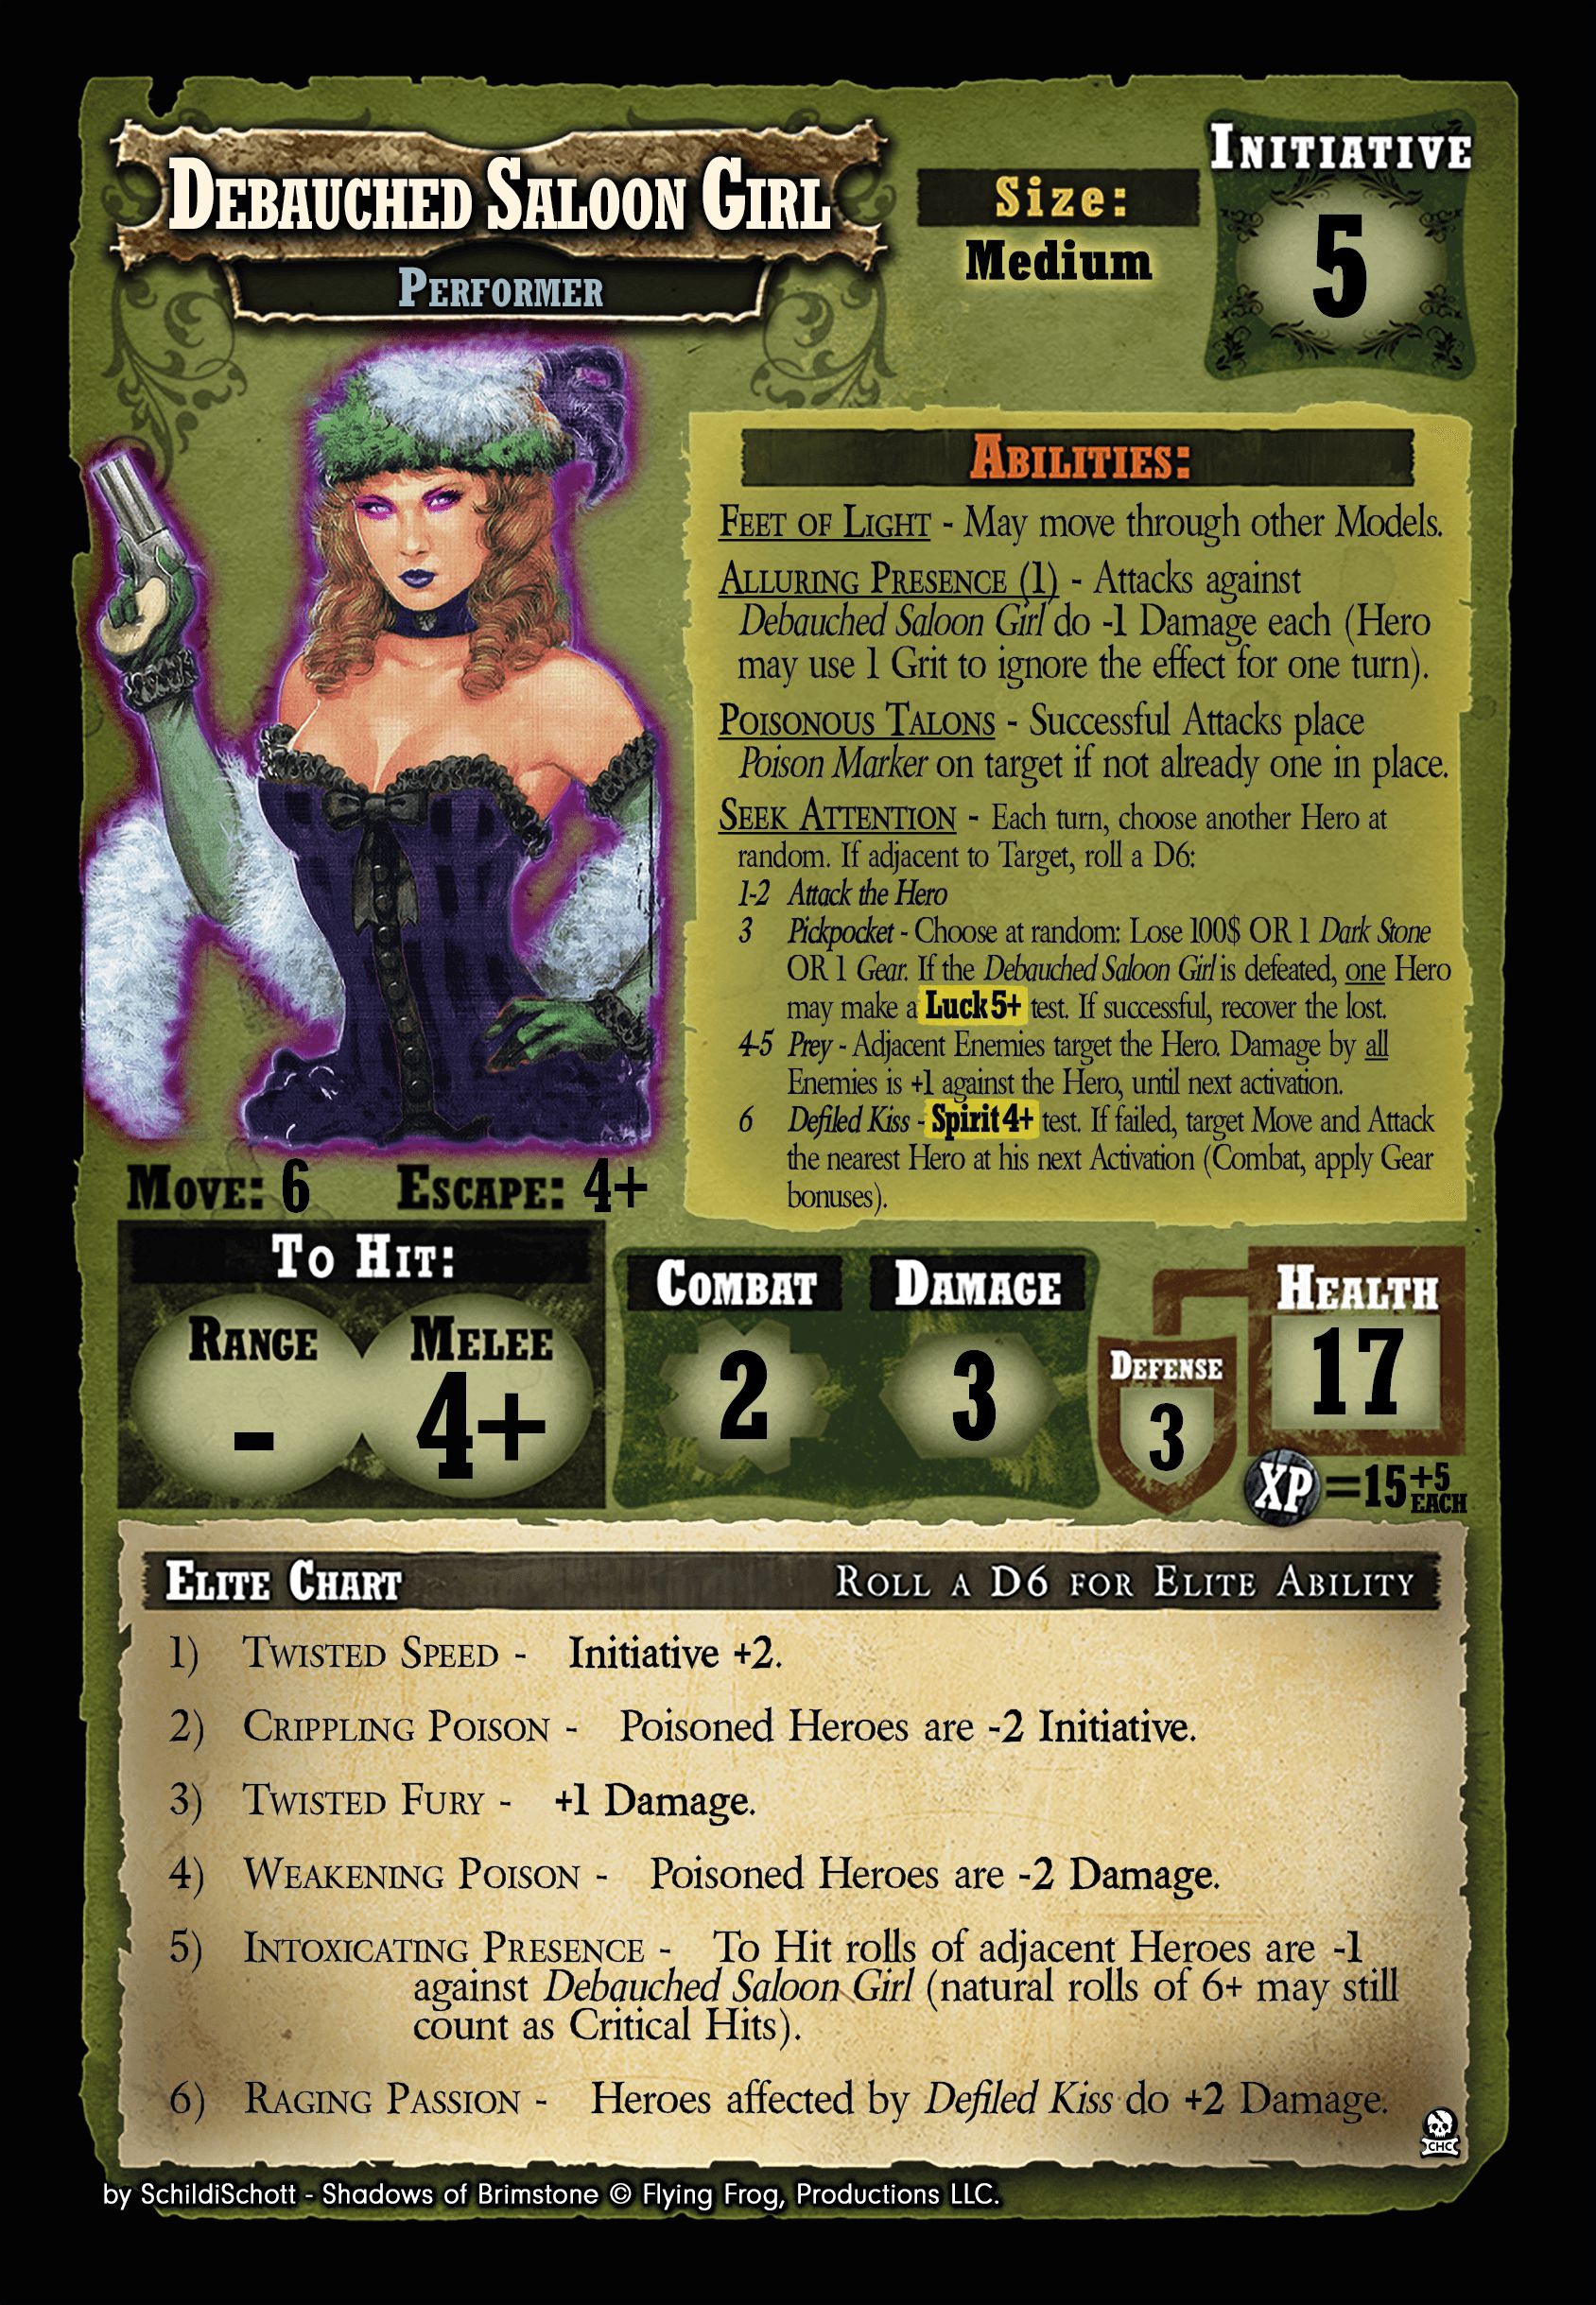 Debauched Saloon Girl
Performer
Size:
Medium
Initiative
5
Abilities:
Feet of Light - May move through other Models.
Alluring Presence (1) - Attacks against
Debauched Saloon Girl do -1 Damage each (Hero
may use 1 Grit to ignore the effect for one turn).
Poisonous Talons - Successful Attacks place
Poison Marker on target if not already one in place.
Seek Attention - Each turn, choose another Hero at
random. If adjacent to Target, roll a D6:
1-2 Attack the Hero
3 Pickpocket - Choose at random: Lose 100$ OR 1 Dark Stone
OR 1 Gear. If the Debauched Saloon Girl is defeated, one Hero
may make a Luck 5+ test. If successful, recover the lost.
4-5 Prey - Adjacent Enemies target the Hero. Damage by all
Enemies is +1 against the Hero, until next activation.
6 Defiled Kiss - Spirit 4+ test. If failed, target Move and Attack
the nearest Hero at his next Activation (Combat, apply Gear
bonuses).
Move: 6 Escape: 4+
To Hit:
Range
-
Melee
4+
Combat
2
Damage
3
Defense
3
Health
17
XP =15 +5
EACH
Elite Chart Roll a D6 for Elite Ability
1) Twisted Speed - Initiative +2.
2) Crippling Poison - Poisoned Heroes are -2 Initiative.
3) Twisted Fury - +1 Damage.
4) Weakening Poison - Poisoned Heroes are -2 Damage.
5) Intoxicating Presence - To Hit rolls of adjacent Heroes are -1
against Debauched Saloon Girl (natural rolls of 6+ may still
count as Critical Hits).
6) Raging Passion - Heroes affected by Defiled Kiss do +2 Damage.
CHC
by SchildiSchott - Shadows of Brimstone © Flying Frog, Productions LLC.